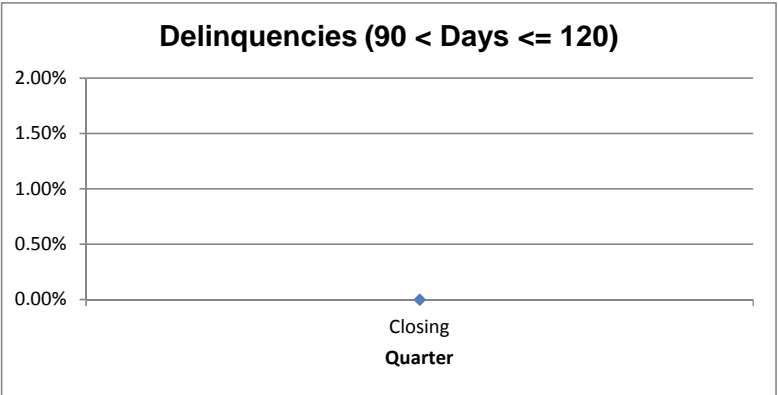 Delinquencies (90 < Days <= 120)
2.00%
1.50%
1.00%
0.50%
0.00%
Closing
Quarter